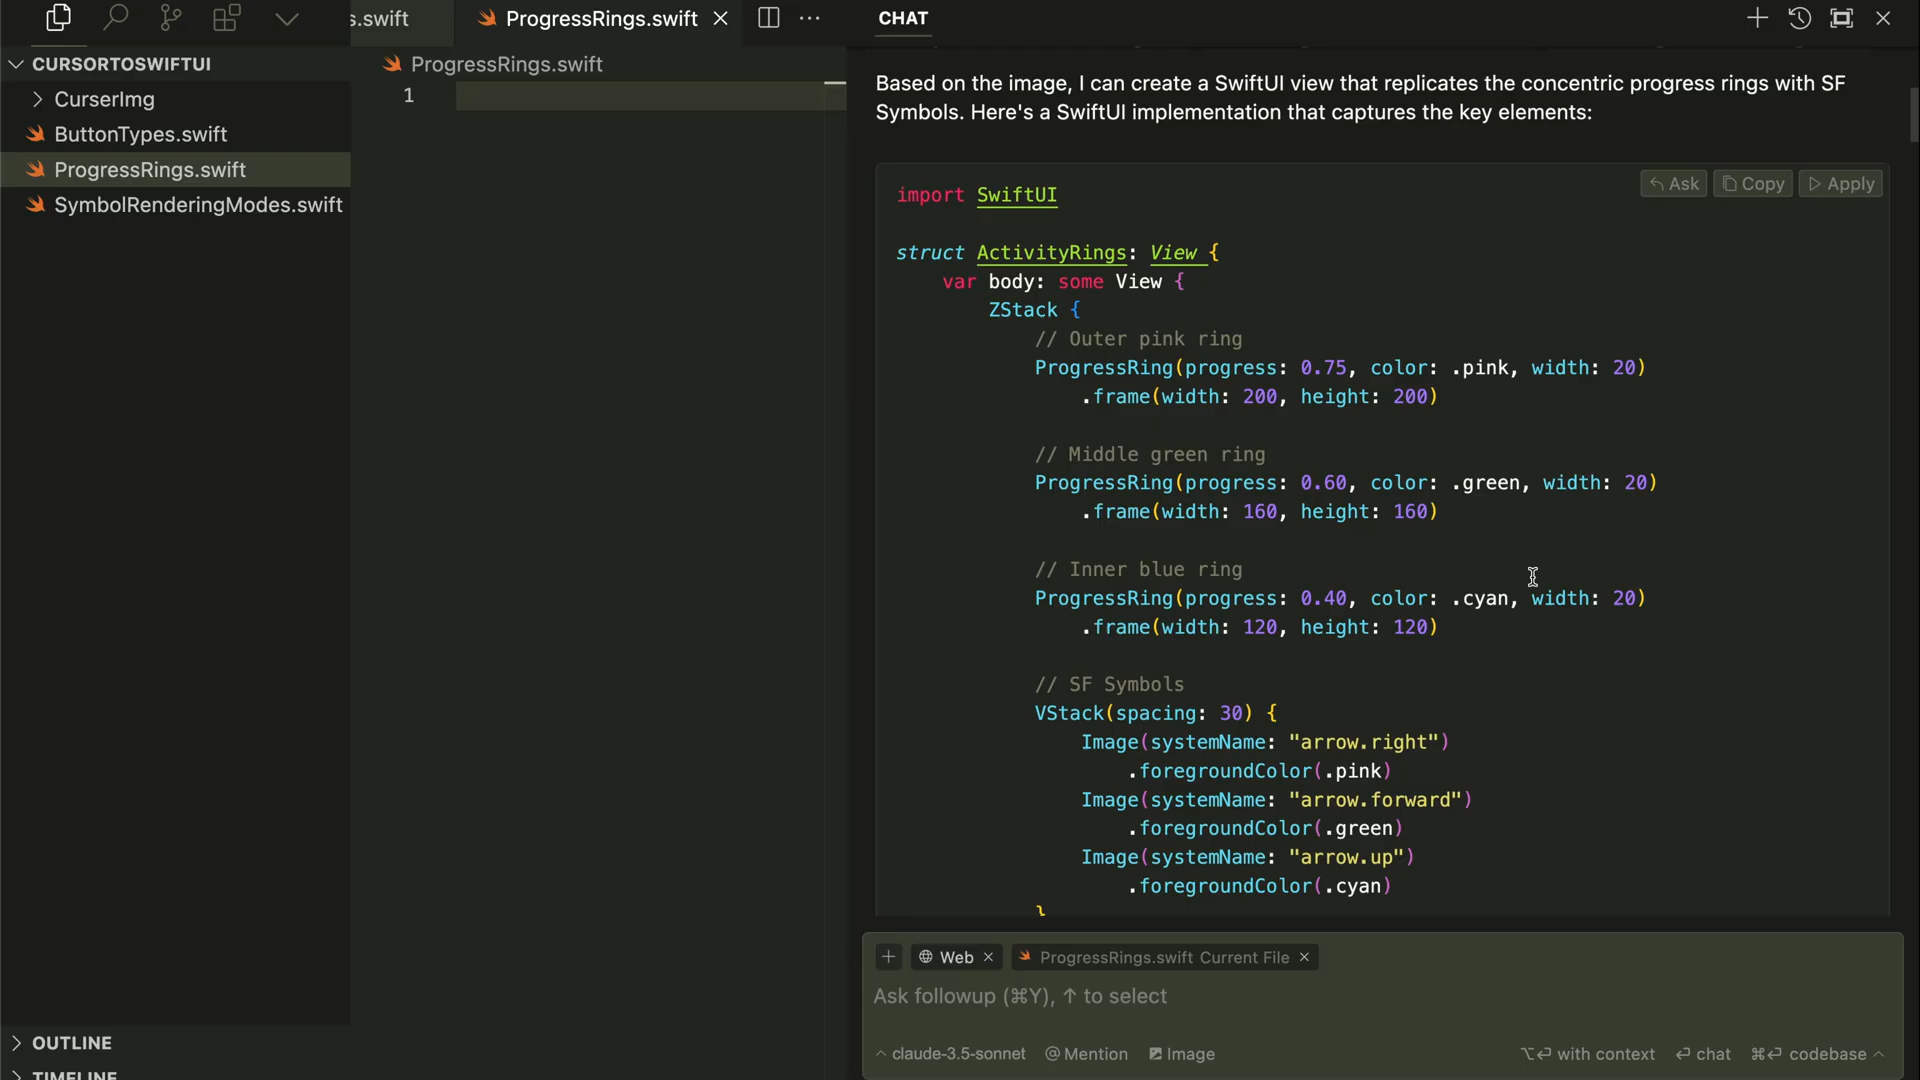 s.swift
ProgressRings.swift
CHAT
CURSORTOSWIFTUI
CurserImg
ButtonTypes.swift
ProgressRings.swift
SymbolRenderingModes.swift
ProgressRings.swift
1
Based on the image, I can create a SwiftUI view that replicates the concentric progress rings with SF
Symbols. Here's a SwiftUI implementation that captures the key elements:
Ask Copy Apply
import SwiftUI
struct ActivityRings: View {
var body: some View {
ZStack {
// Outer pink ring
ProgressRing(progress: 0.75, color: .pink, width: 20)
.frame(width: 200, height: 200)
// Middle green ring
ProgressRing(progress: 0.60, color: .green, width: 20)
.frame(width: 160, height: 160)
// Inner blue ring
ProgressRing(progress: 0.40, color: .cyan, width: 20)
.frame(width: 120, height: 120)
// SF Symbols
VStack(spacing: 30) {
Image(systemName: "arrow.right")
.foregroundColor(.pink)
Image(systemName: "arrow.forward")
.foregroundColor(.green)
Image(systemName: "arrow.up")
.foregroundColor(.cyan)
}
Web ProgressRings.swift Current File
Ask followup (⌘Y), ↑ to select
claude-3.5-sonnet @ Mention Image
⌥⏎ with context ⏎ chat ⌘⏎ codebase
OUTLINE
TIMELINE